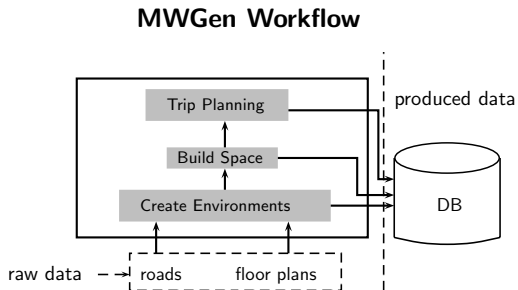 MWGen Workflow
Trip Planning
produced data
Build Space
DB
Create Environments
raw data
roads
floor plans